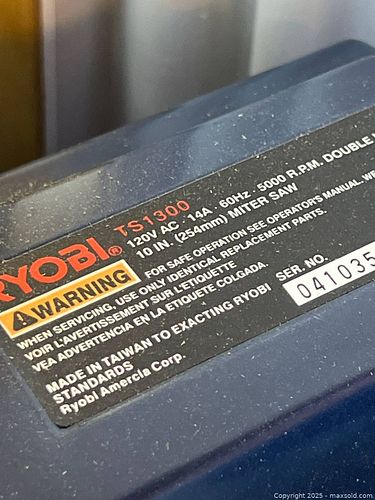 RYOBI® TS1300
120V AC · 14A · 60Hz 5000 R.P.M. DOUBLE
10 IN. (254mm) MITER SAW
⚠WARNING FOR SAFE OPERATION SEE OPERATOR'S MANUAL.
WHEN SERVICING, USE ONLY IDENTICAL REPLACEMENT PARTS.
VOIR L'AVERTISSEMENT SUR L'ETIQUETTE
VEA ADVERTENCIA EN LA ETIQUETE COLGADA.
MADE IN TAIWAN TO EXACTING RYOBI
STANDARDS
Ryobi Amercia Corp.
SER. NO.
041035
Copyright 2025 - maxsold.com